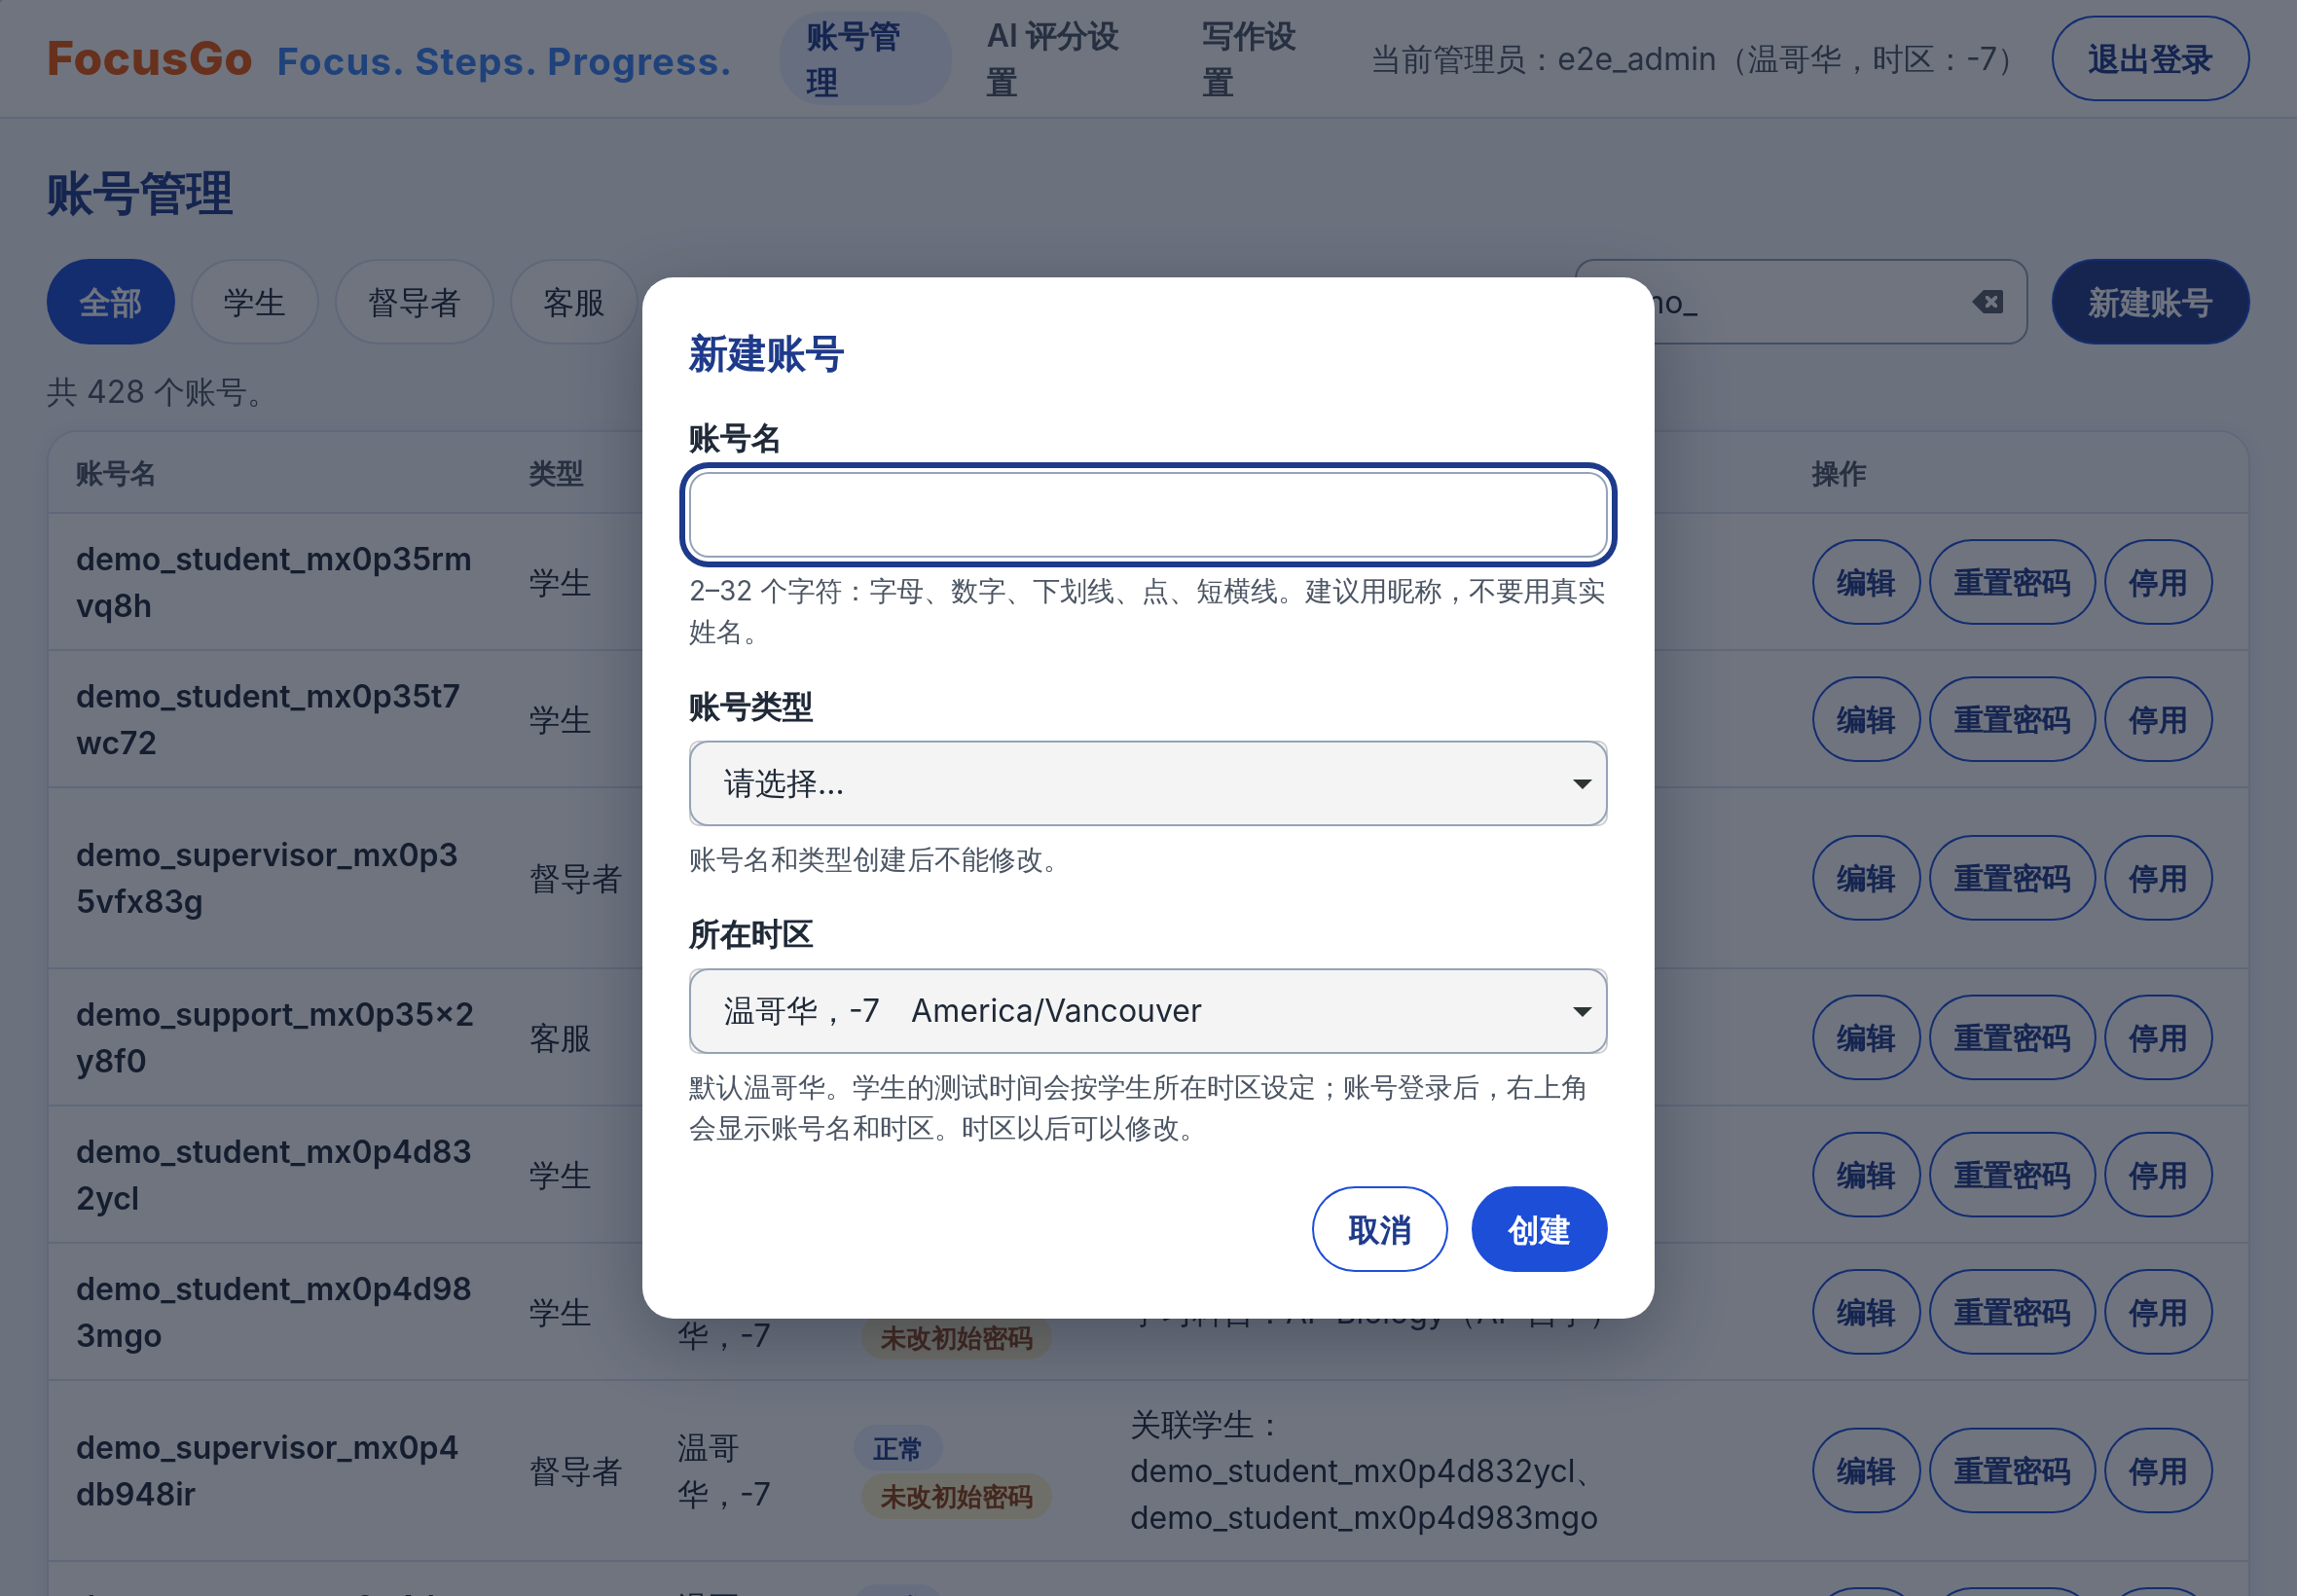 FocusGo Focus. Steps. Progress.
账号管
理
AI 评分设
置
写作设
置
当前管理员：e2e_admin（温哥华，时区：-7）
退出登录
账号管理
全部
学生
督导者
客服
no_
新建账号
共 428 个账号。
账号名
类型
操作
demo_student_mx0p35rm
vq8h
学生
编辑
重置密码
停用
demo_student_mx0p35t7
wc72
学生
编辑
重置密码
停用
demo_supervisor_mx0p3
5vfx83g
督导者
编辑
重置密码
停用
demo_support_mx0p35x2
y8f0
客服
编辑
重置密码
停用
demo_student_mx0p4d83
2ycl
学生
编辑
重置密码
停用
demo_student_mx0p4d98
3mgo
学生
华，-7
未改初始密码
编辑
重置密码
停用
demo_supervisor_mx0p4
db948ir
督导者
温哥
华，-7
正常
未改初始密码
关联学生：
demo_student_mx0p4d832ycl、
demo_student_mx0p4d983mgo
编辑
重置密码
停用
新建账号
账号名
2–32 个字符：字母、数字、下划线、点、短横线。建议用昵称，不要用真实
姓名。
账号类型
请选择...
账号名和类型创建后不能修改。
所在时区
温哥华，-7 America/Vancouver
默认温哥华。学生的测试时间会按学生所在时区设定；账号登录后，右上角
会显示账号名和时区。时区以后可以修改。
取消
创建